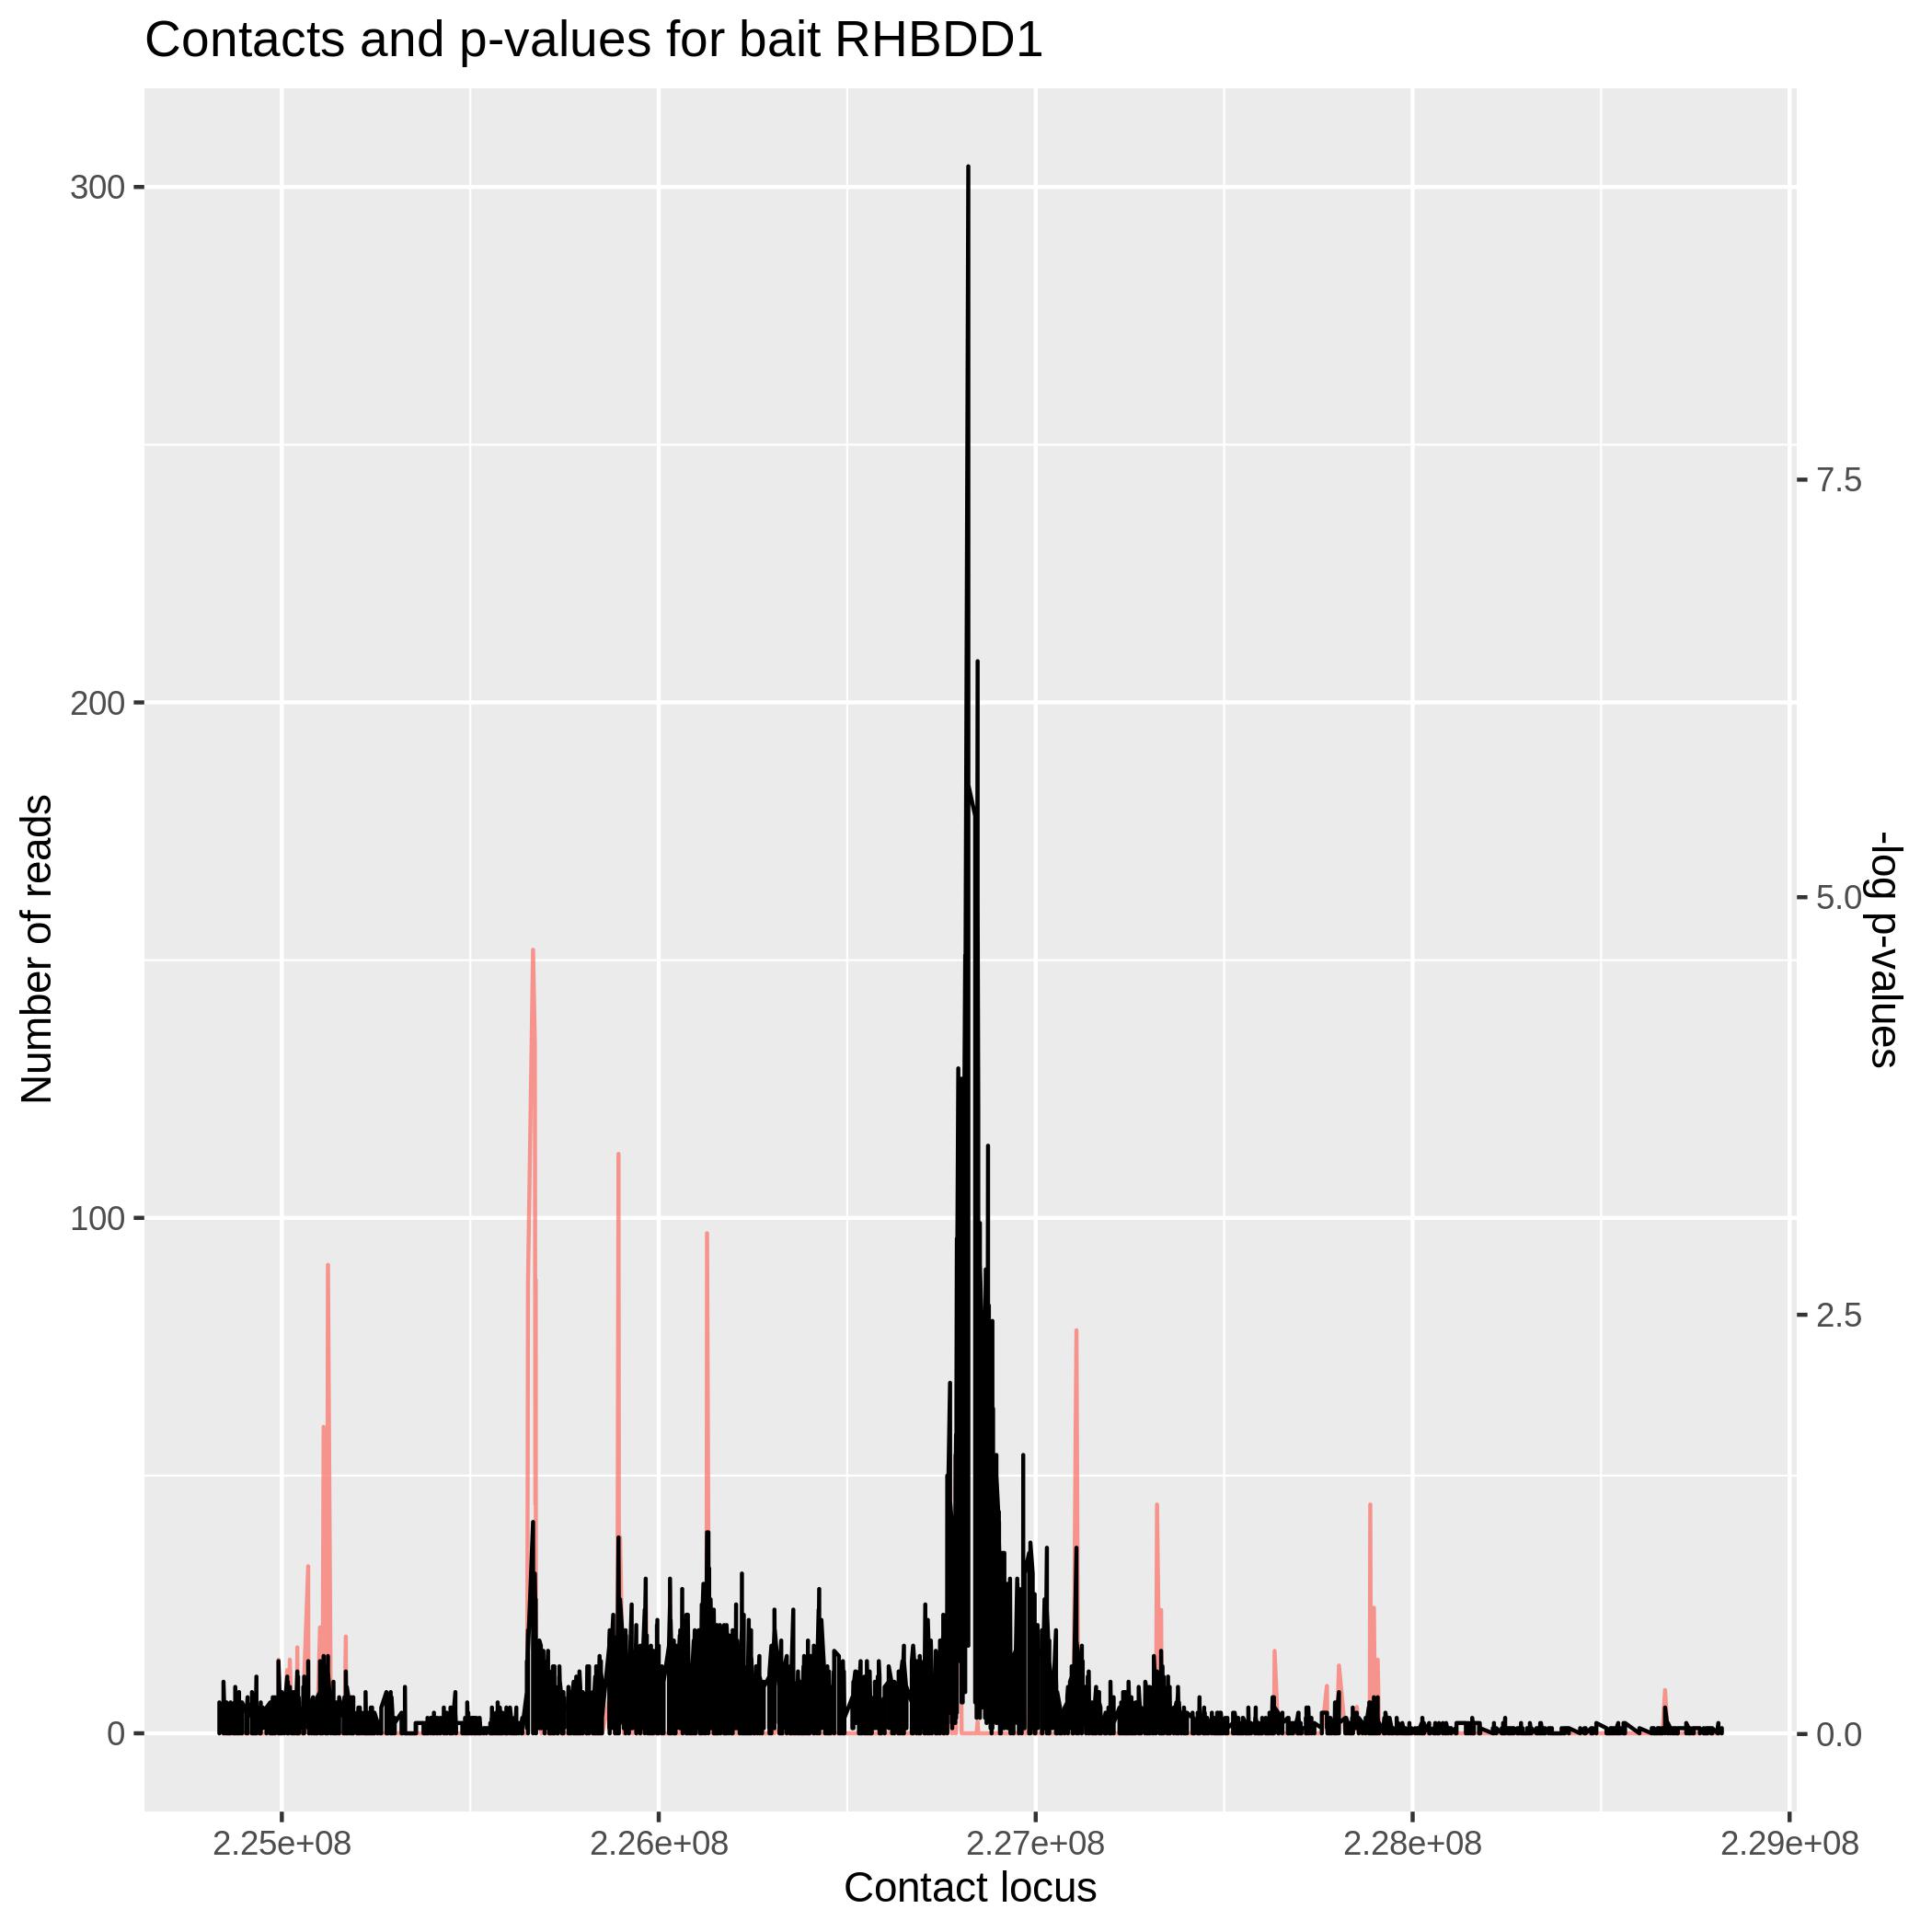 Contacts and p-values for bait RHBDD1
300
200
100
0
Number of reads
7.5
5.0
2.5
0.0
-log p-values
2.25e+08
2.26e+08
2.27e+08
2.28e+08
2.29e+08
Contact locus